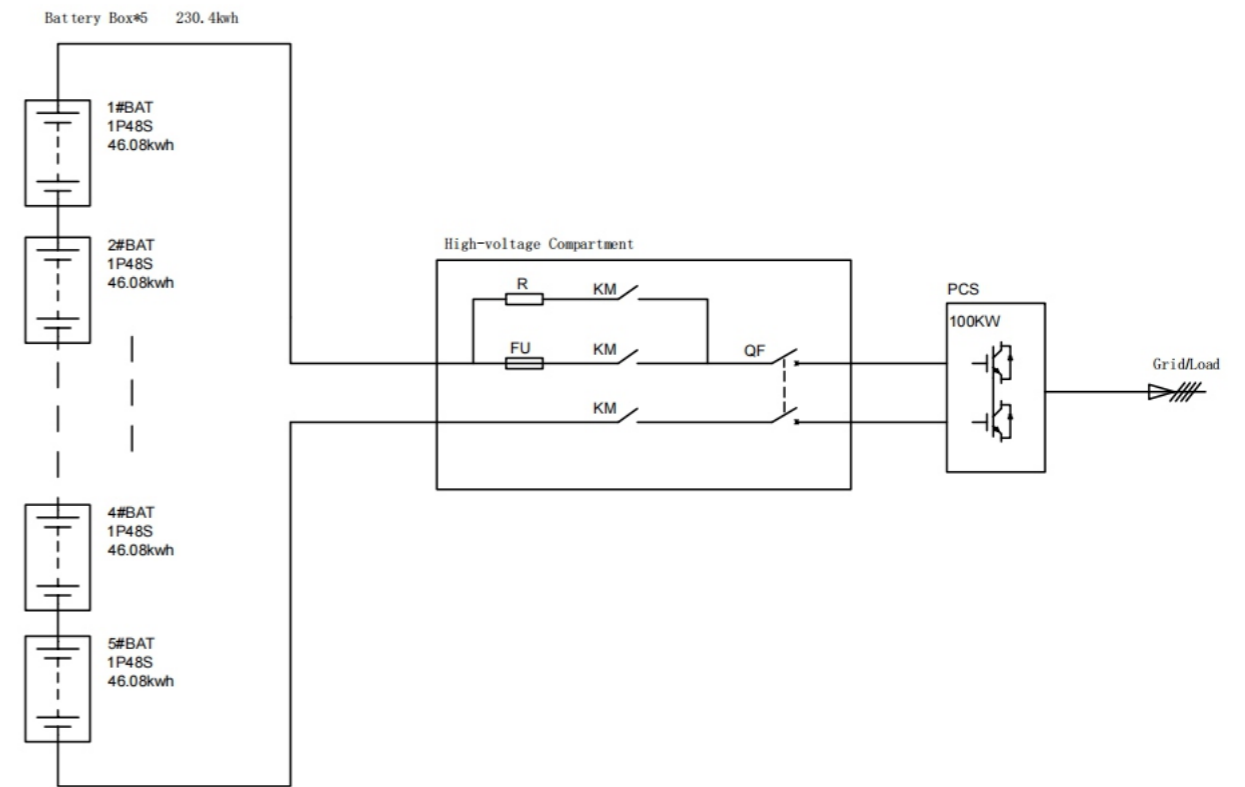 Battery Box*5 230.4kwh
1#BAT
1P48S
46.08kwh
2#BAT
1P48S
46.08kwh
4#BAT
1P48S
46.08kwh
5#BAT
1P48S
46.08kwh
High-voltage Compartment
R
KM
FU
KM
QF
KM
PCS
100KW
Grid/Load